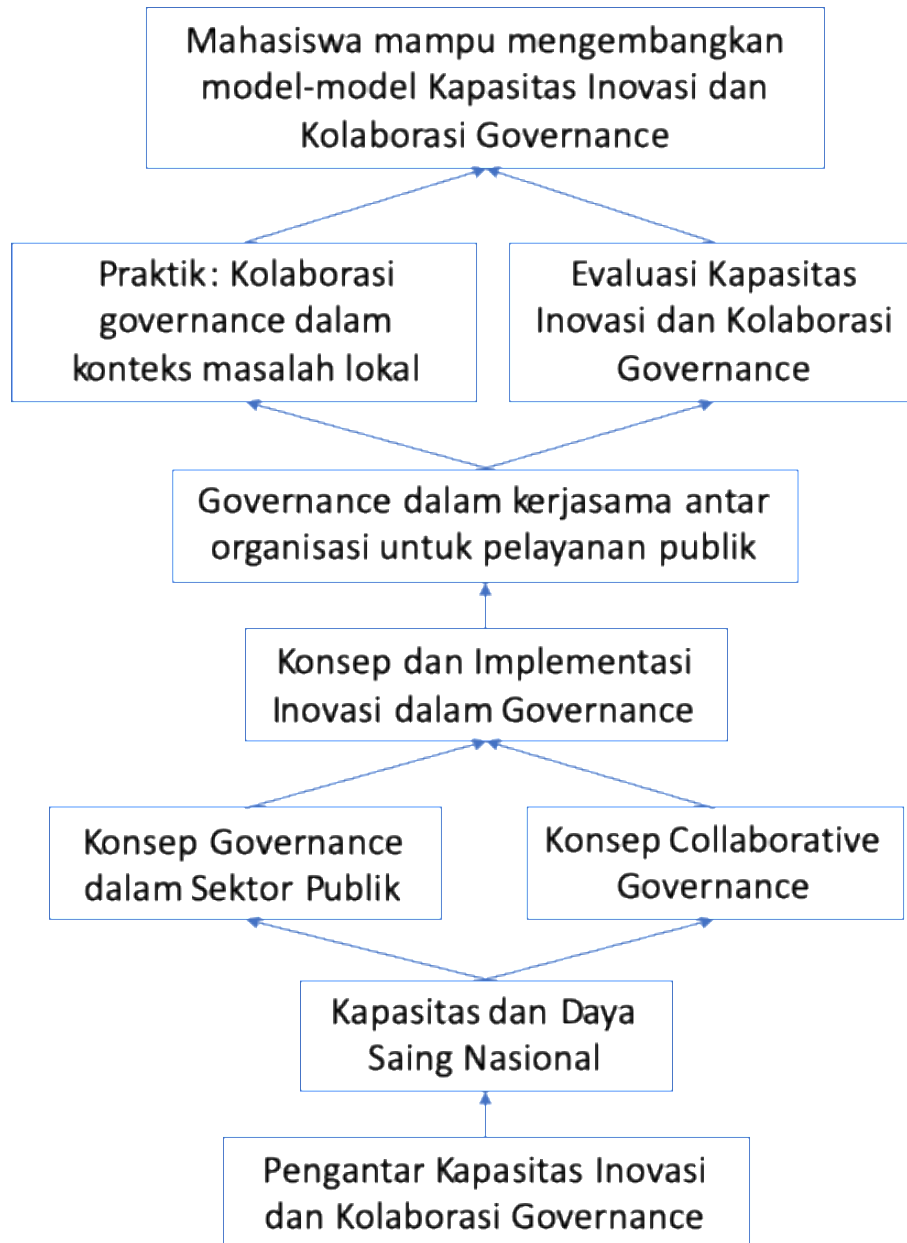 Mahasiswa mampu mengembangkan
model-model Kapasitas Inovasi dan
Kolaborasi Governance
Praktik: Kolaborasi
governance dalam
konteks masalah lokal
Evaluasi Kapasitas
Inovasi dan Kolaborasi
Governance
Governance dalam kerjasama antar
organisasi untuk pelayanan publik
Konsep dan Implementasi
Inovasi dalam Governance
Konsep Governance
dalam Sektor Publik
Konsep Collaborative
Governance
Kapasitas dan Daya
Saing Nasional
Pengantar Kapasitas Inovasi
dan Kolaborasi Governance